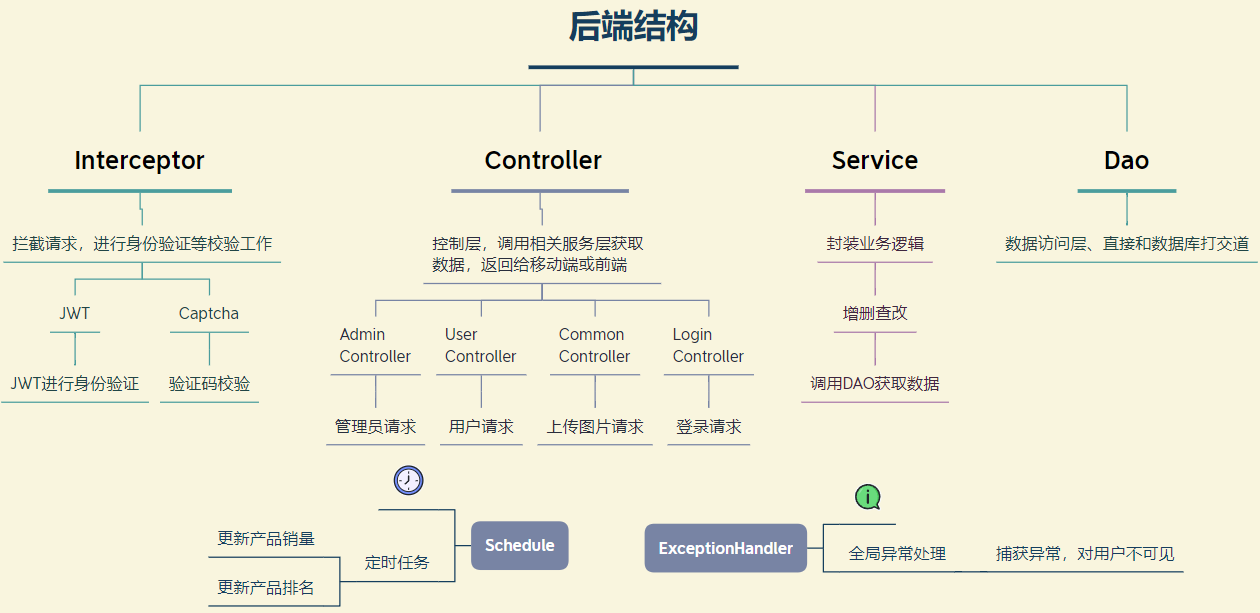 后端结构
Interceptor
Controller
Service
Dao
拦截请求，进行身份验证等校验工作
控制层，调用相关服务层获取
数据，返回给移动端或前端
封装业务逻辑
数据访问层、直接和数据库打交道
JWT
Captcha
增删查改
Admin
Controller
User
Controller
Common
Controller
Login
Controller
JWT进行身份验证
验证码校验
调用DAO获取数据
管理员请求
用户请求
上传图片请求
登录请求
更新产品销量
更新产品排名
定时任务
Schedule
ExceptionHandler
全局异常处理
捕获异常，对用户不可见